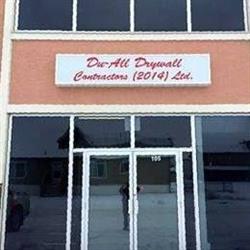 Du-All Drywall
Contractors (2014) Ltd.
105